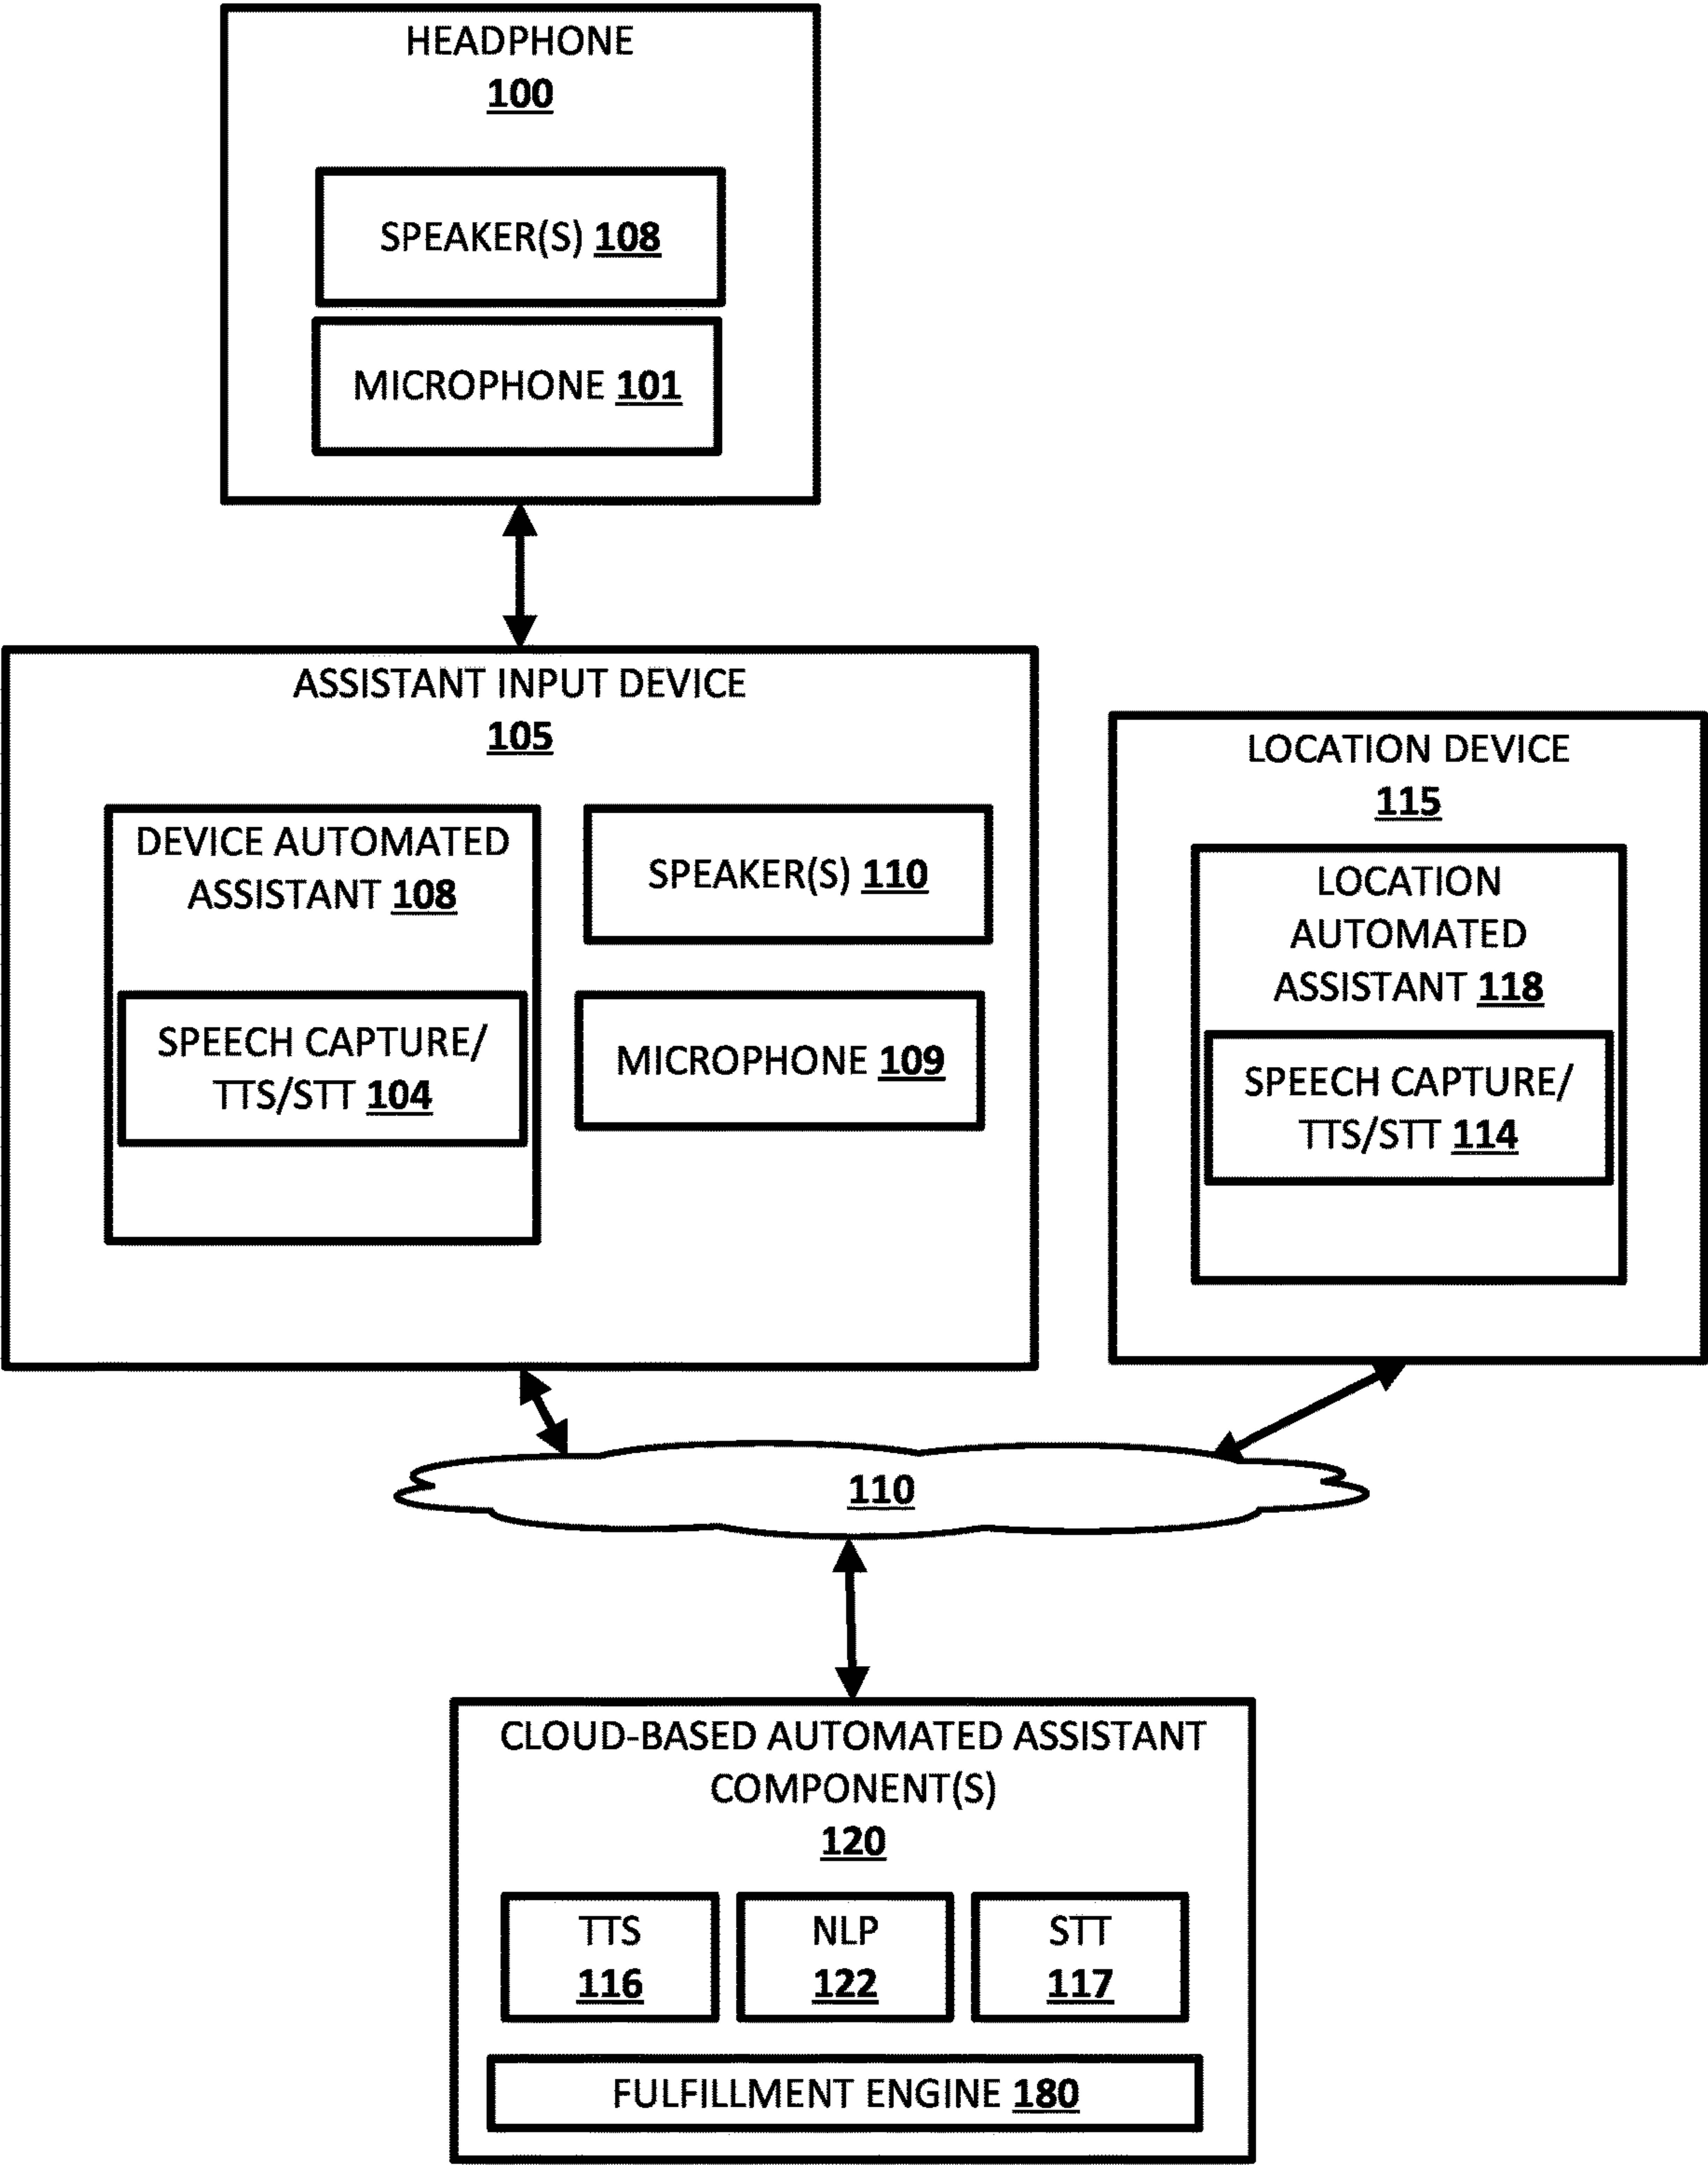 HEADPHONE
100
SPEAKER(S) 108
MICROPHONE 101
ASSISTANT INPUT DEVICE
105
DEVICE AUTOMATED
ASSISTANT 108
SPEECH CAPTURE/
TTS/STT 104
SPEAKER(S) 110
MICROPHONE 109
LOCATION DEVICE
115
LOCATION
AUTOMATED
ASSISTANT 118
SPEECH CAPTURE/
TTS/STT 114
110
CLOUD-BASED AUTOMATED ASSISTANT
COMPONENT(S)
120
TTS
116
NLP
122
STT
117
FULFILLMENT ENGINE 180